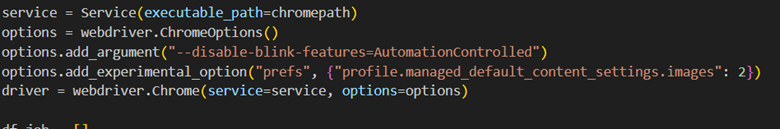 service = Service(executable_path=chromepath)
options = webdriver.ChromeOptions()
options.add_argument("--disable-blink-features=AutomationControlled")
options.add_experimental_option("prefs", {"profile.managed_default_content_settings.images": 2})
driver = webdriver.Chrome(service=service, options=options)
df_job = []